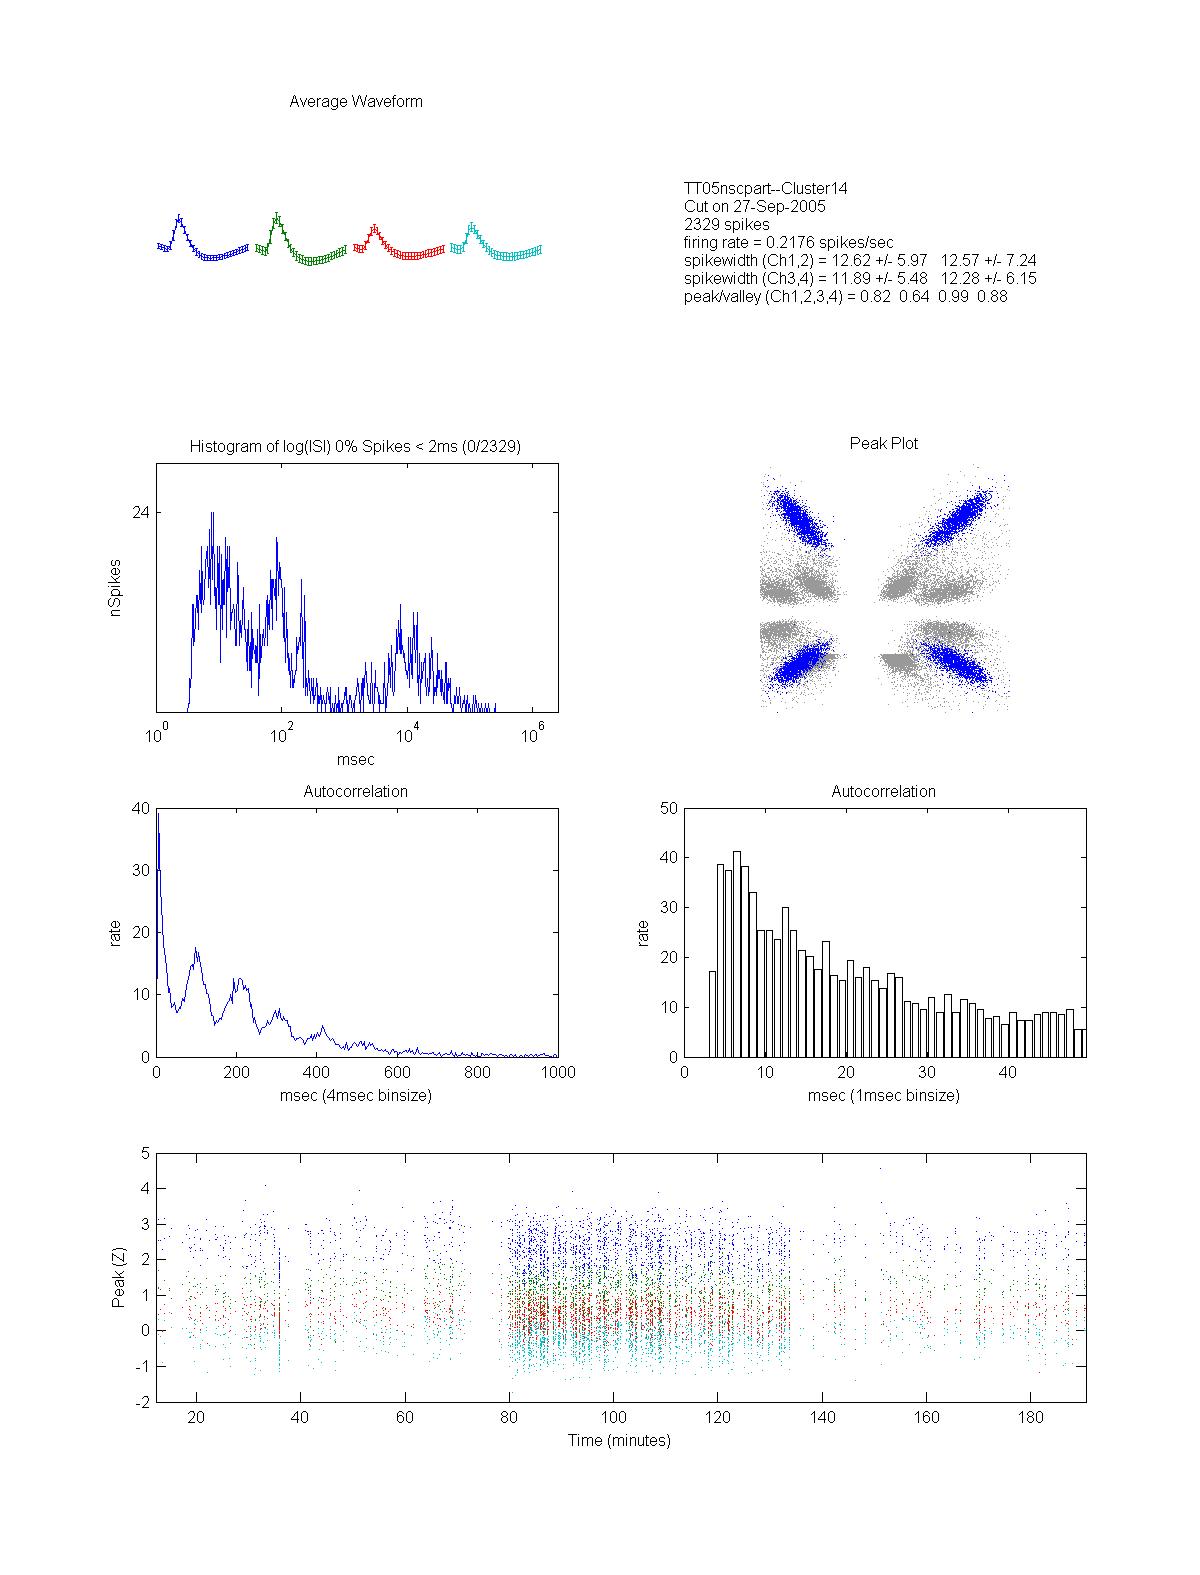 Average Waveform
TT05nscpart--Cluster14
Cut on 27-Sep-2005
2329 spikes
firing rate = 0.2176 spikes/sec
spikewidth (Ch1,2) = 12.62 +/- 5.97 12.57 +/- 7.24
spikewidth (Ch3,4) = 11.89 +/- 5.48 12.28 +/- 6.15
peak/valley (Ch1,2,3,4) = 0.82 0.64 0.99 0.88
Histogram of log(ISI) 0% Spikes < 2ms (0/2329)
24
nSpikes
10^0 10^2 10^4 10^6
msec
Peak Plot
Autocorrelation
40
30
20
10
0
rate
0 200 400 600 800 1000
msec (4msec binsize)
Autocorrelation
50
40
30
20
10
0
rate
0 10 20 30 40
msec (1msec binsize)
5
4
3
2
1
0
-1
-2
Peak (Z)
20 40 60 80 100 120 140 160 180
Time (minutes)